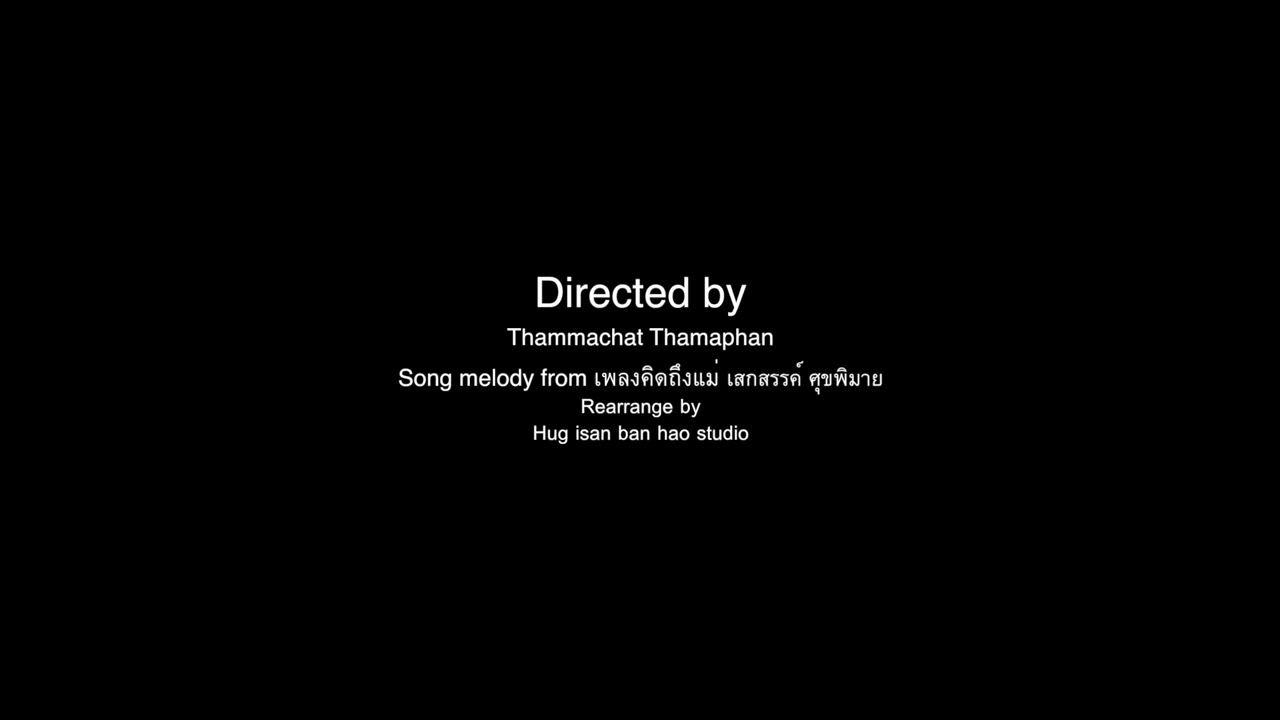 Directed by
Thammachat Thamaphan
Song melody from เพลงคิดถึงแม่ เสกสรรค์ ศุขพิมาย
Rearrange by
Hug isan ban hao studio